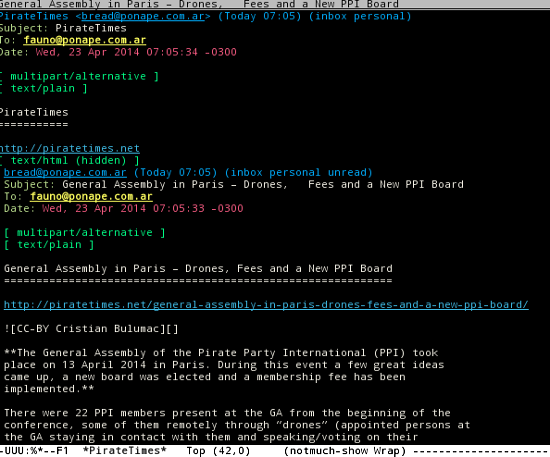 General Assembly in Paris – Drones,   Fees and a New PPI Board
PirateTimes <bread@ponape.com.ar> (Today 07:05) (inbox personal)
Subject: PirateTimes
To: fauno@ponape.com.ar
Date: Wed, 23 Apr 2014 07:05:34 -0300
[ multipart/alternative ]
[ text/plain ]
PirateTimes
===========
http://piratetimes.net
[ text/html (hidden) ]
bread@ponape.com.ar (Today 07:05) (inbox personal unread)
Subject: General Assembly in Paris – Drones,   Fees and a New PPI Board
To: fauno@ponape.com.ar
Date: Wed, 23 Apr 2014 07:05:33 -0300
[ multipart/alternative ]
[ text/plain ]
General Assembly in Paris – Drones, Fees and a New PPI Board
============================================================
http://piratetimes.net/general-assembly-in-paris-drones-fees-and-a-new-ppi-board/
![CC-BY Cristian Bulumac][]
**The General Assembly of the Pirate Party International (PPI) took
place on 13 April 2014 in Paris. During this event a few great ideas
came up, a new board was elected and a membership fee has been
implemented.**
There were 22 PPI members present at the GA from the beginning of the
conference, some of them remotely through “drones” (appointed persons at
the GA staying in contact with them and speaking/voting on their
-UUU:%*--F1  *PirateTimes*   Top (42,0)     (notmuch-show Wrap) ----------------------